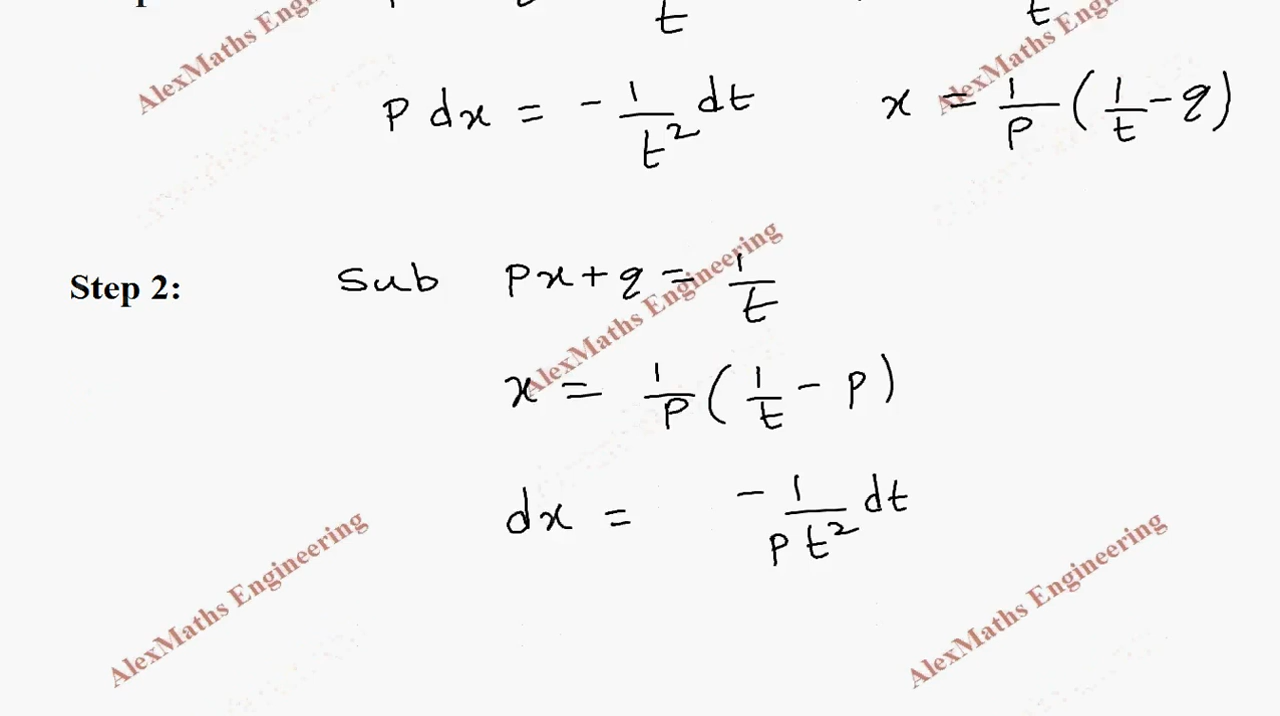 t t
AlexMaths Engineering AlexMaths Engineering
P dx = - 1/t² dt x = 1/P (1/t - q)
Step 2: Sub Px + q = 1/t
AlexMaths Engineering
x = 1/P (1/t - P)
dx = - 1/(P t²) dt
AlexMaths Engineering AlexMaths Engineering